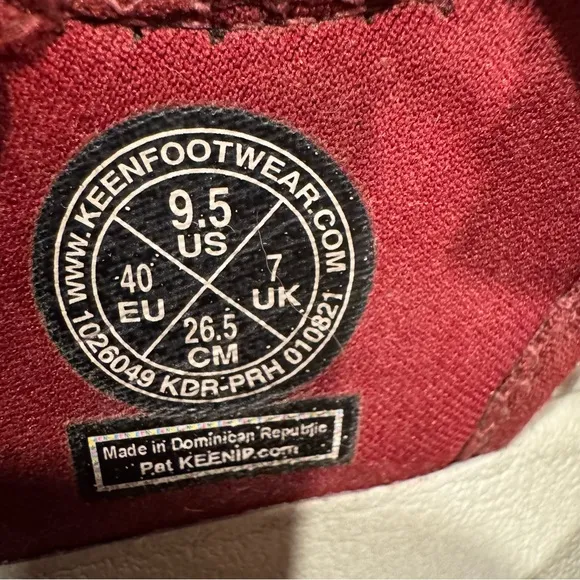 WWW.KEENFOOTWEAR.COM
9.5
US
40
EU
7
UK
26.5
CM
1026049 KDR-PRH 010821
Made in Dominican Republic
Pat KEENIP.com